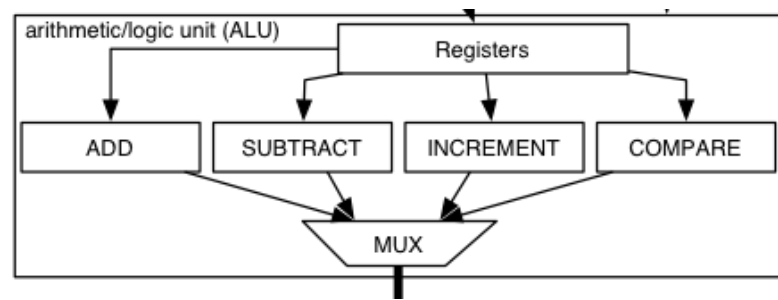 arithmetic/logic unit (ALU)
Registers
ADD
SUBTRACT
INCREMENT
COMPARE
MUX